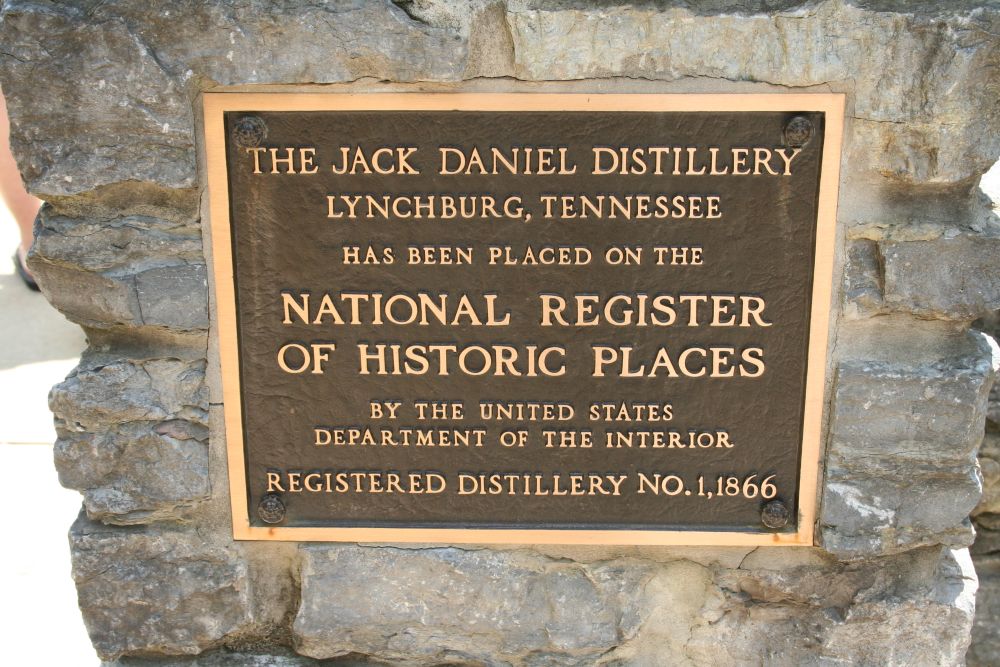 THE JACK DANIEL DISTILLERY
LYNCHBURG, TENNESSEE
HAS BEEN PLACED ON THE
NATIONAL REGISTER
OF HISTORIC PLACES
BY THE UNITED STATES
DEPARTMENT OF THE INTERIOR
REGISTERED DISTILLERY NO. 1, 1866